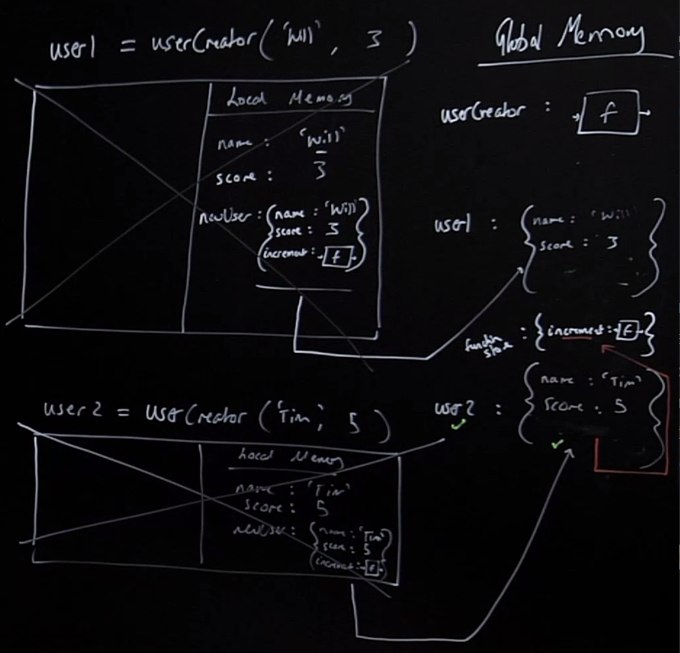 user1 = userCreator('Will', 3)
Local Memory
name : 'Will'
score : 3
newUser : {name : 'Will'
score : 3
increment : f}
Global Memory
userCreator : f
user1 : {name : 'Will'
score : 3}
function store : {increment : f}
user2 : {name : 'Tim'
score : 5}
user2 = userCreator('Tim', 5)
Local Memory
name : 'Tim'
score : 5
newUser : {name : 'Tim'
score : 5
increment : f}